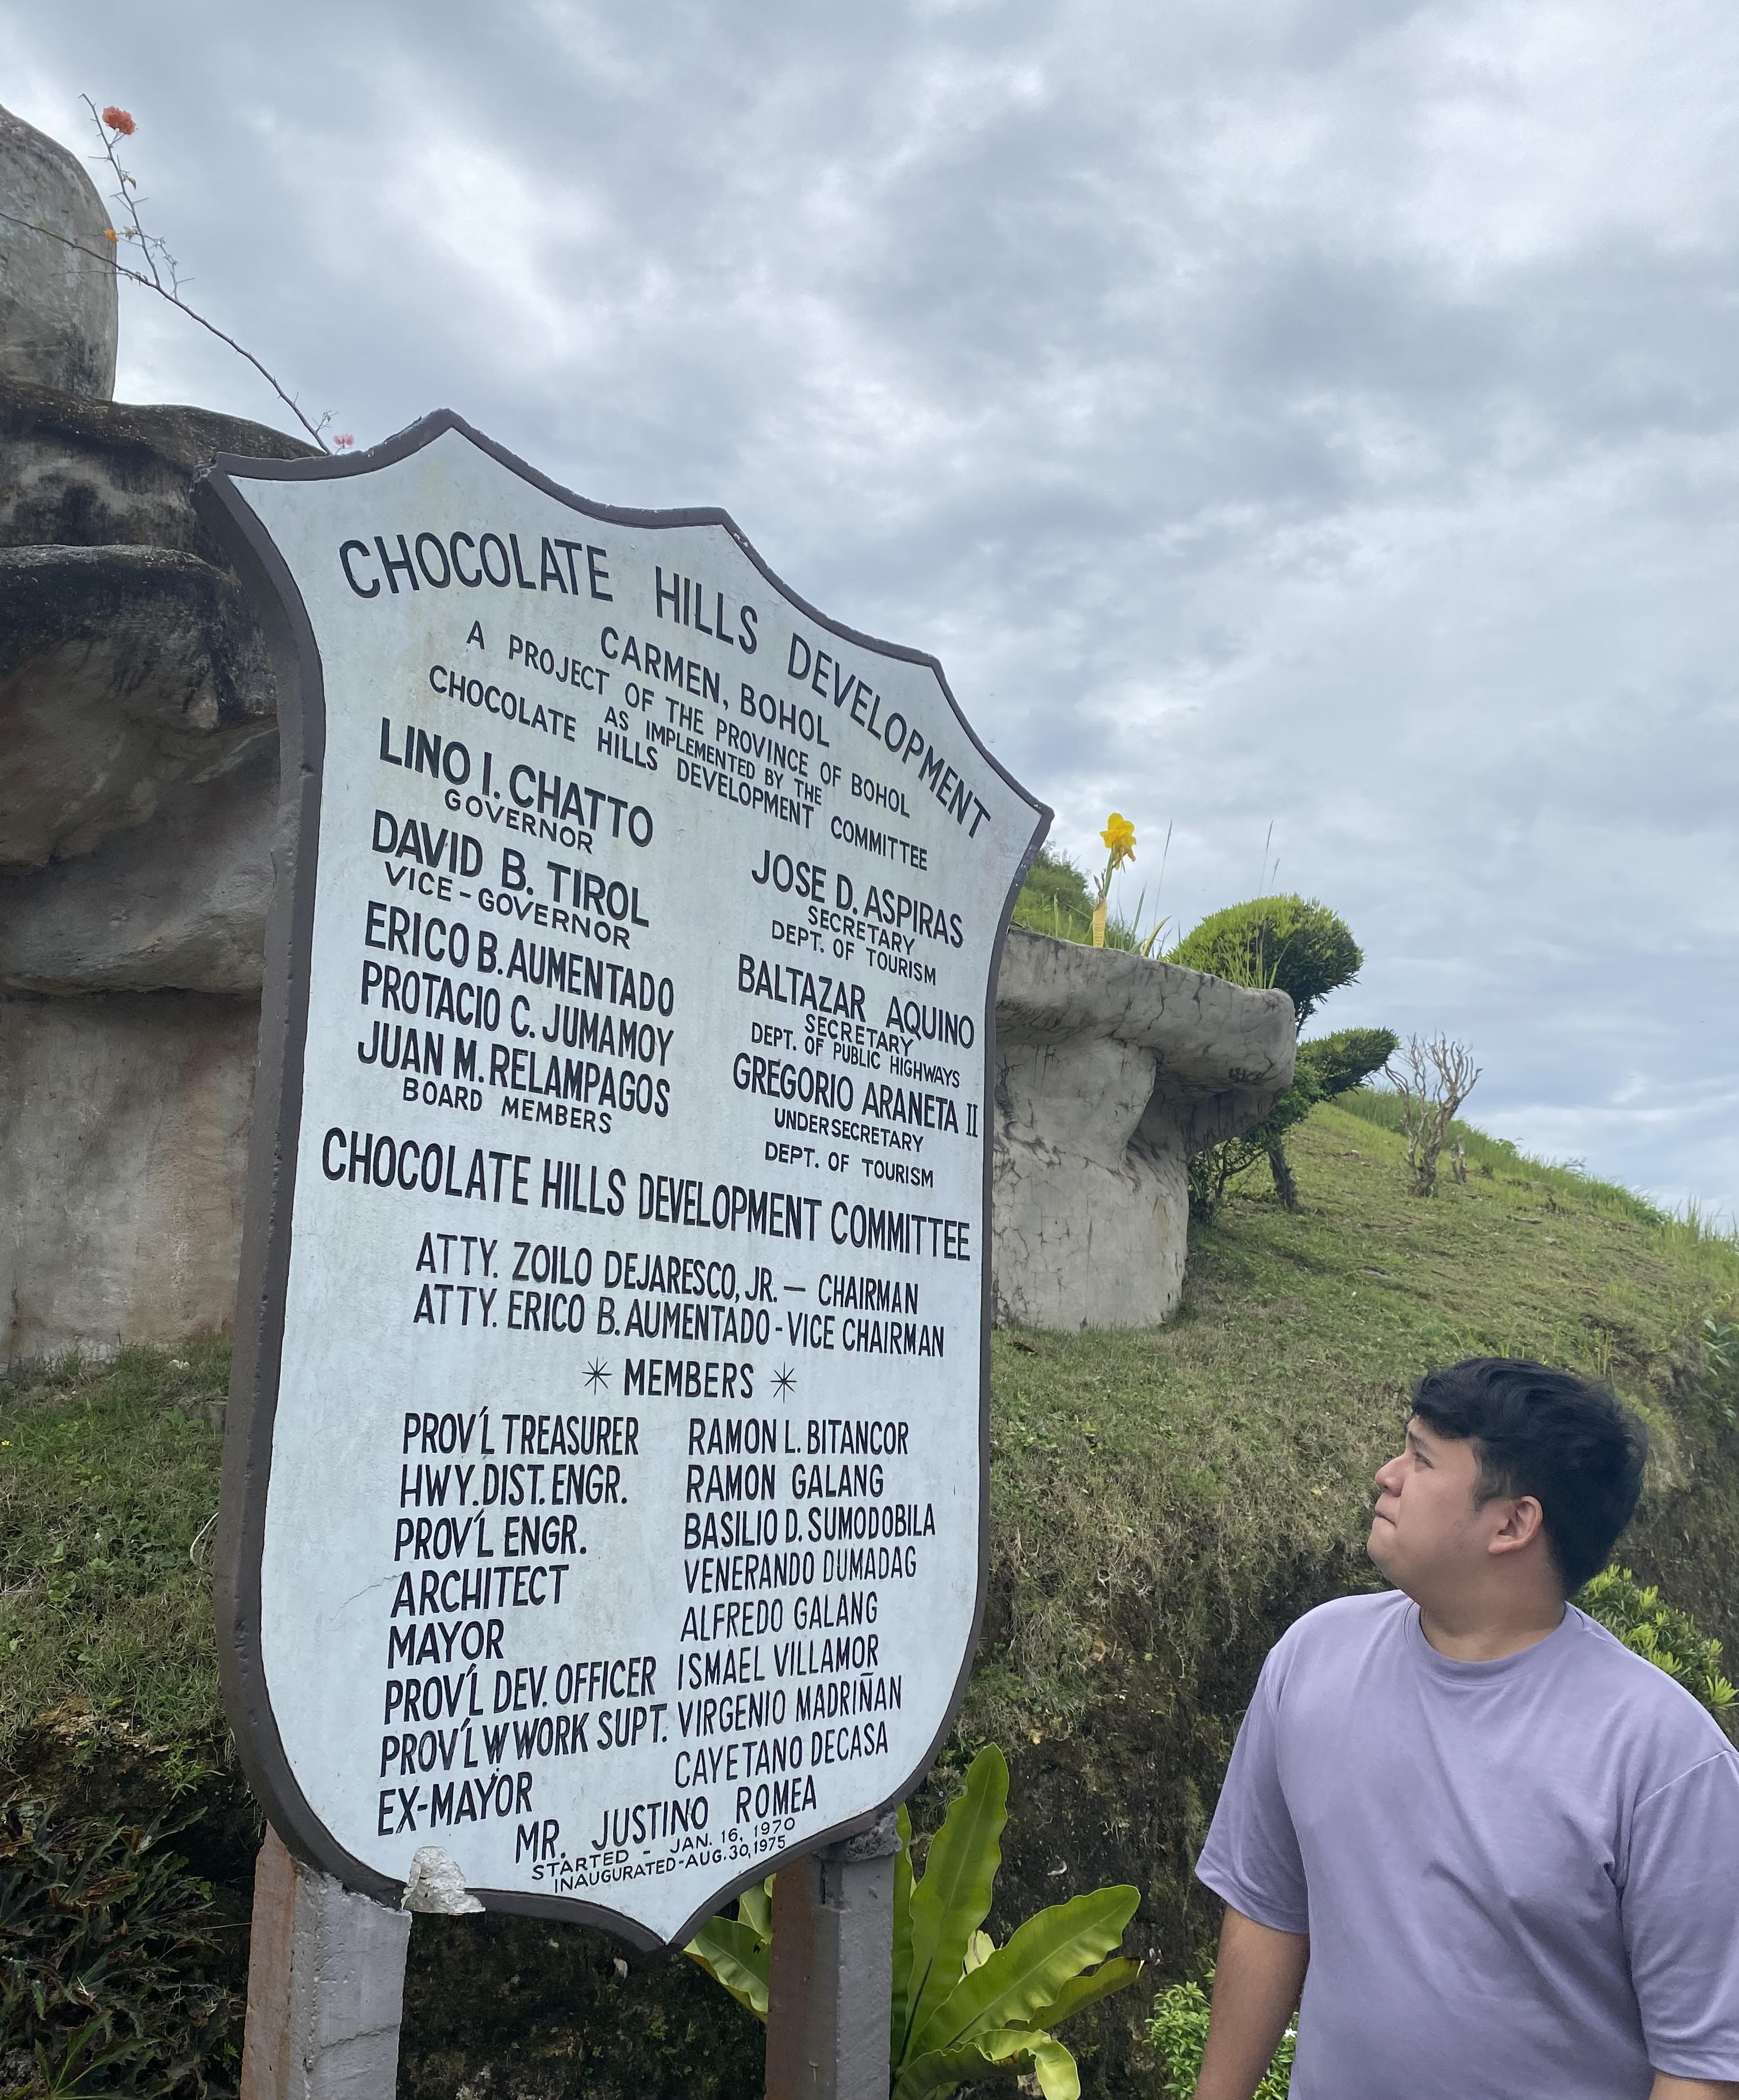 CHOCOLATE HILLS DEVELOPMENT
CARMEN, BOHOL
A PROJECT OF THE PROVINCE OF BOHOL
AS IMPLEMENTED BY THE
CHOCOLATE HILLS DEVELOPMENT COMMITTEE
LINO I. CHATTO
GOVERNOR
DAVID B. TIROL
VICE-GOVERNOR
ERICO B. AUMENTADO
PROTACIO C. JUMAMOY
JUAN M. RELAMPAGOS
BOARD MEMBERS
JOSE D. ASPIRAS
SECRETARY
DEPT. OF TOURISM
BALTAZAR AQUINO
SECRETARY
DEPT. OF PUBLIC HIGHWAYS
GREGORIO ARANETA II
UNDERSECRETARY
DEPT. OF TOURISM
CHOCOLATE HILLS DEVELOPMENT COMMITTEE
ATTY. ZOILO DEJARESCO, JR. — CHAIRMAN
ATTY. ERICO B. AUMENTADO - VICE CHAIRMAN
* MEMBERS *
PROV'L TREASURER RAMON L. BITANCOR
HWY. DIST. ENGR. RAMON GALANG
PROV'L ENGR. BASILIO D. SUMODOBILA
ARCHITECT VENERANDO DUMADAG
MAYOR ALFREDO GALANG
PROV'L DEV. OFFICER ISMAEL VILLAMOR
PROV'L W WORK SUPT. VIRGENIO MADRIÑAN
EX-MAYOR CAYETANO DECASA
MR. JUSTINO ROMEA
STARTED - JAN. 16, 1970
INAUGURATED - AUG. 30, 1975